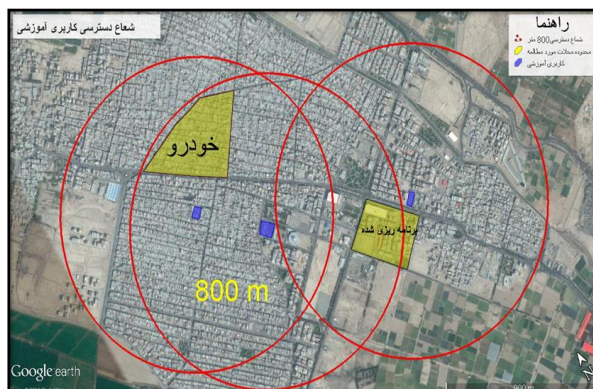 شعاع دسترسی کاربری آموزشی
راهنما
شعاع دسترسی 800 متر
محدوده محلات مورد مطالعه
کاربری آموزشی
خودرو
برنامه ریزی شده
800 m
Google earth
N